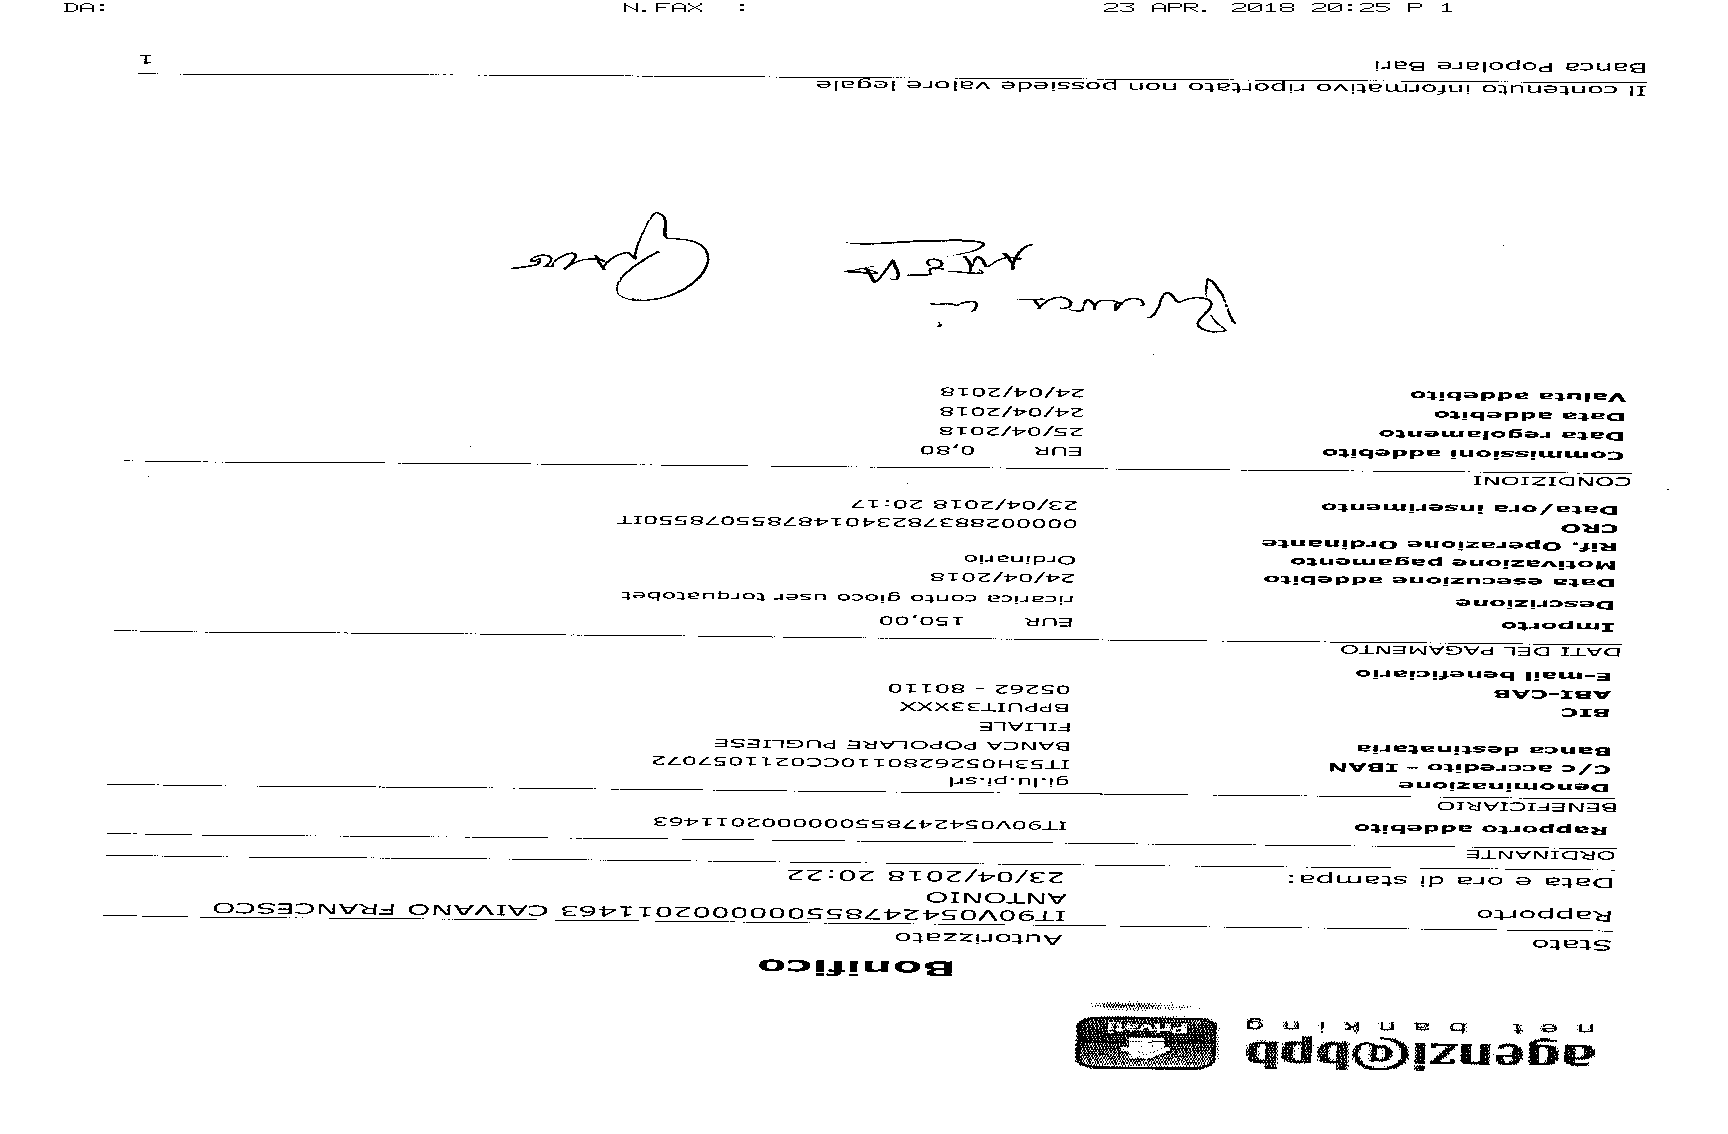 DA: N.FAX : 23 APR. 2018 20:25 P 1
agenzi@bpb
net banking
Privati
Bonifico
Stato Autorizzato
Rapporto IT90V0542478550000002011463 CAIVANO FRANCESCO
ANTONIO
Data e ora di stampa: 23/04/2018 20:22
ORDINANTE
Rapporto addebito IT90V0542478550000002011463
BENEFICIARIO
Denominazione gi.lu.pi.srl
C/c accredito - IBAN IT53H0526280110CC0211057072
Banca destinataria BANCA POPOLARE PUGLIESE
FILIALE
BIC BPPUIT33XXX
ABI-CAB 05262 - 80110
E-mail beneficiario
DATI DEL PAGAMENTO
Importo EUR 150,00
Descrizione ricarica conto gioco user torquatobet
Data esecuzione addebito 24/04/2018
Motivazione pagamento Ordinario
Rif. Operazione Ordinante
CRO 0000028837823401487855078550IT
Data/ora inserimento 23/04/2018 20:17
CONDIZIONI
Commissioni addebito EUR 0,80
Data regolamento 25/04/2018
Data addebito 24/04/2018
Valuta addebito 24/04/2018
Ricarica in
Grazie
Il contenuto informativo riportato non possiede valore legale
Banca Popolare Bari 1